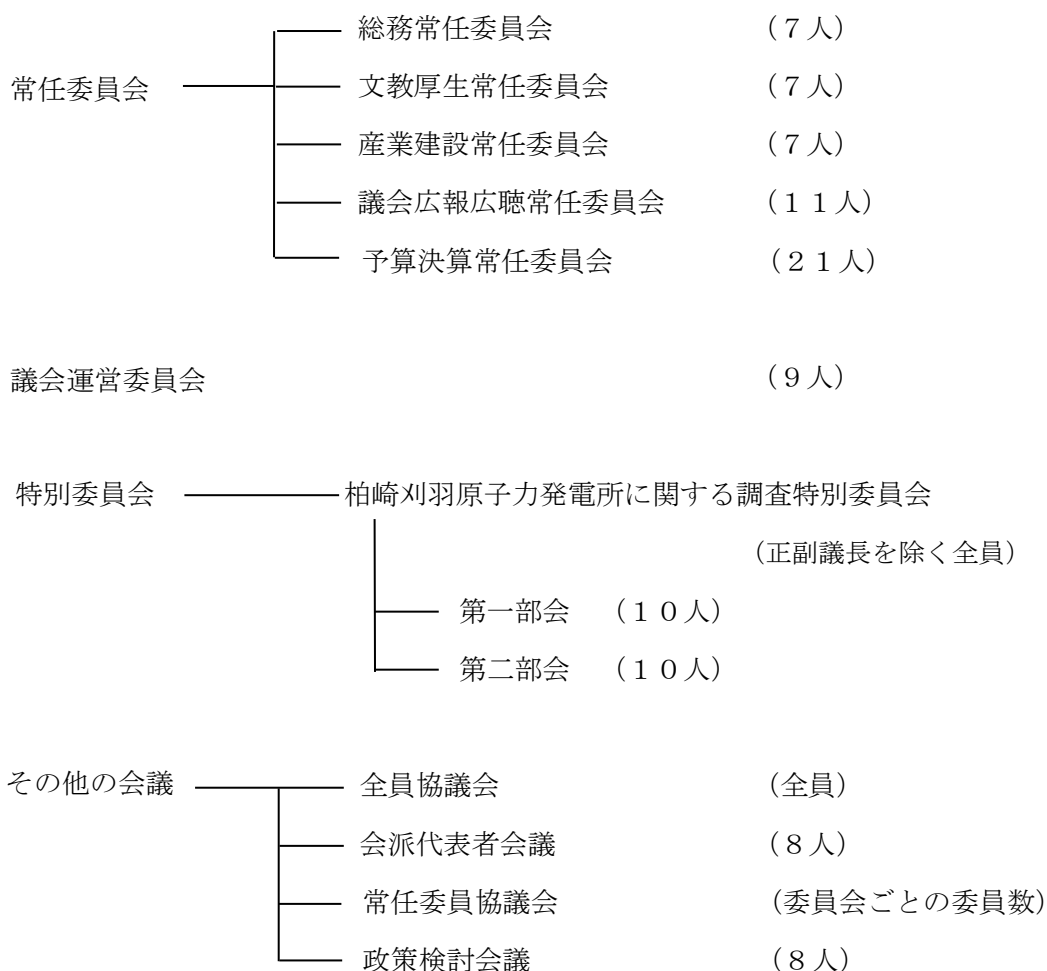 総務常任委員会 （７人）
常任委員会 文教厚生常任委員会 （７人）
産業建設常任委員会 （７人）
議会広報広聴常任委員会 （１１人）
予算決算常任委員会 （２１人）
議会運営委員会 （９人）
特別委員会 柏崎刈羽原子力発電所に関する調査特別委員会
（正副議長を除く全員）
第一部会 （１０人）
第二部会 （１０人）
その他の会議 全員協議会 （全員）
会派代表者会議 （８人）
常任委員協議会 （委員会ごとの委員数）
政策検討会議 （８人）